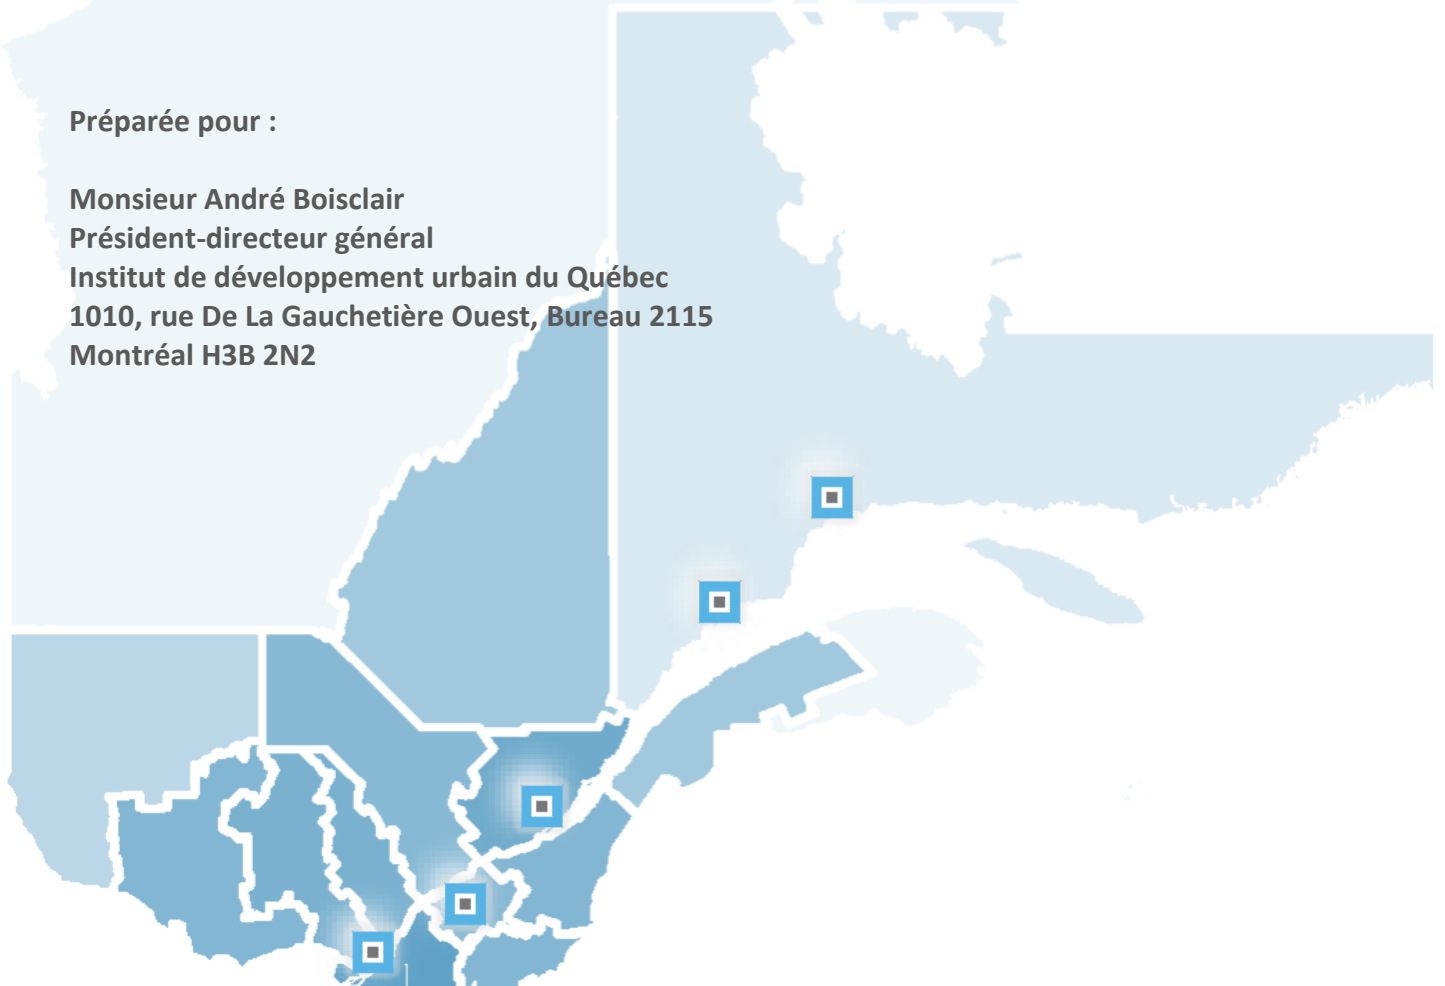 Préparée pour :
Monsieur André Boisclair
Président-directeur général
Institut de développement urbain du Québec
1010, rue De La Gauchetière Ouest, Bureau 2115
Montréal H3B 2N2